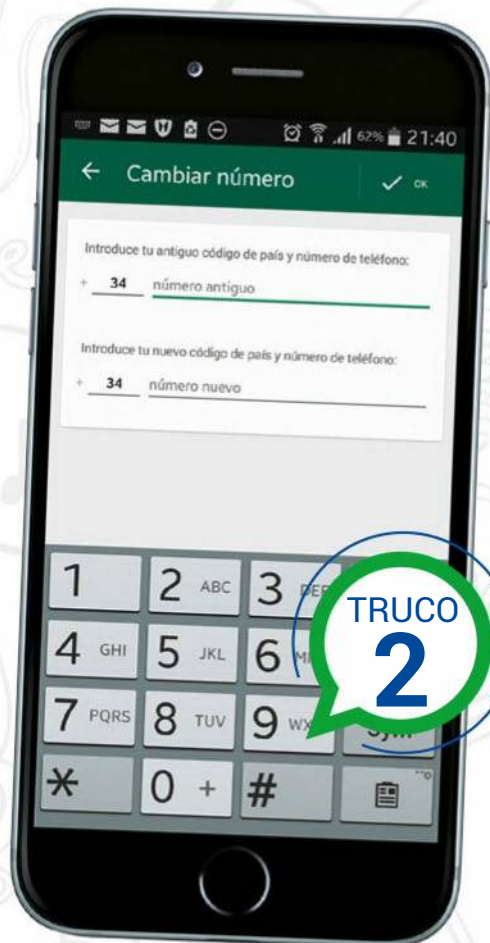 62% 21:40
← Cambiar número ✓ OK
Introduce tu antiguo código de país y número de teléfono:
+ 34 número antiguo
Introduce tu nuevo código de país y número de teléfono:
+ 34 número nuevo
1 2 ABC 3 DEF
4 GHI 5 JKL 6
7 PQRS 8 TUV 9 WX
* 0 + #
TRUCO
2